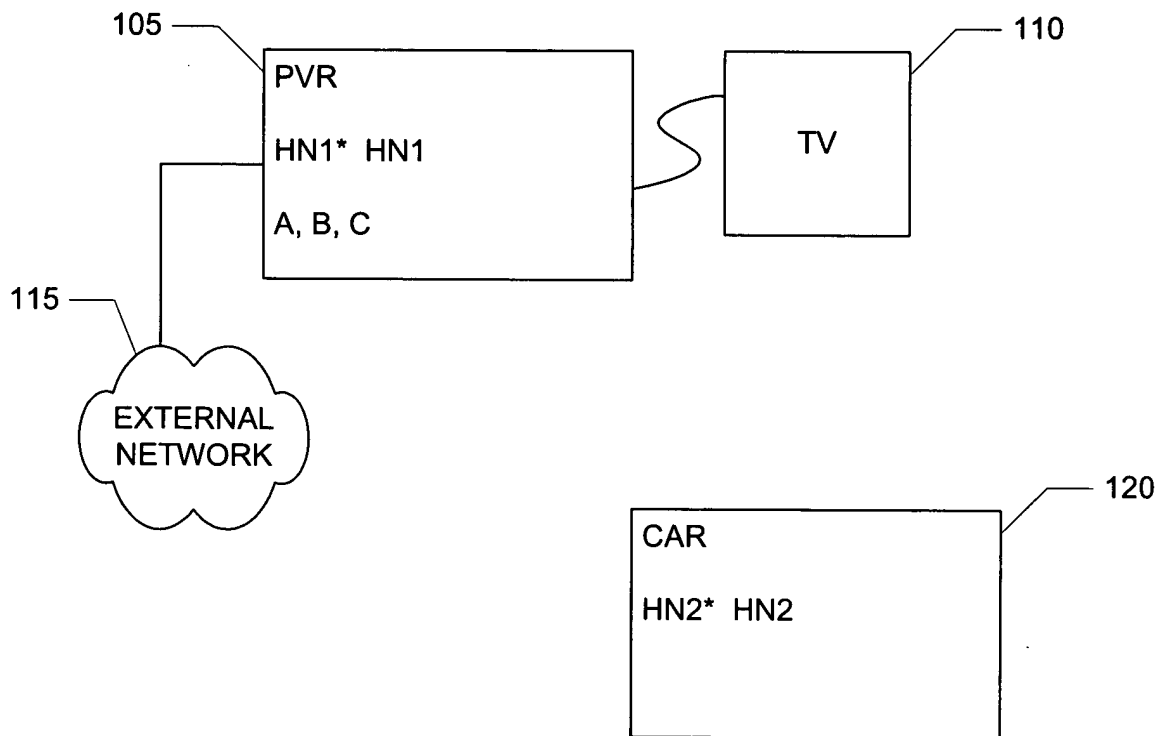 105
110
PVR
HN1* HN1
A, B, C
TV
115
EXTERNAL
NETWORK
120
CAR
HN2* HN2